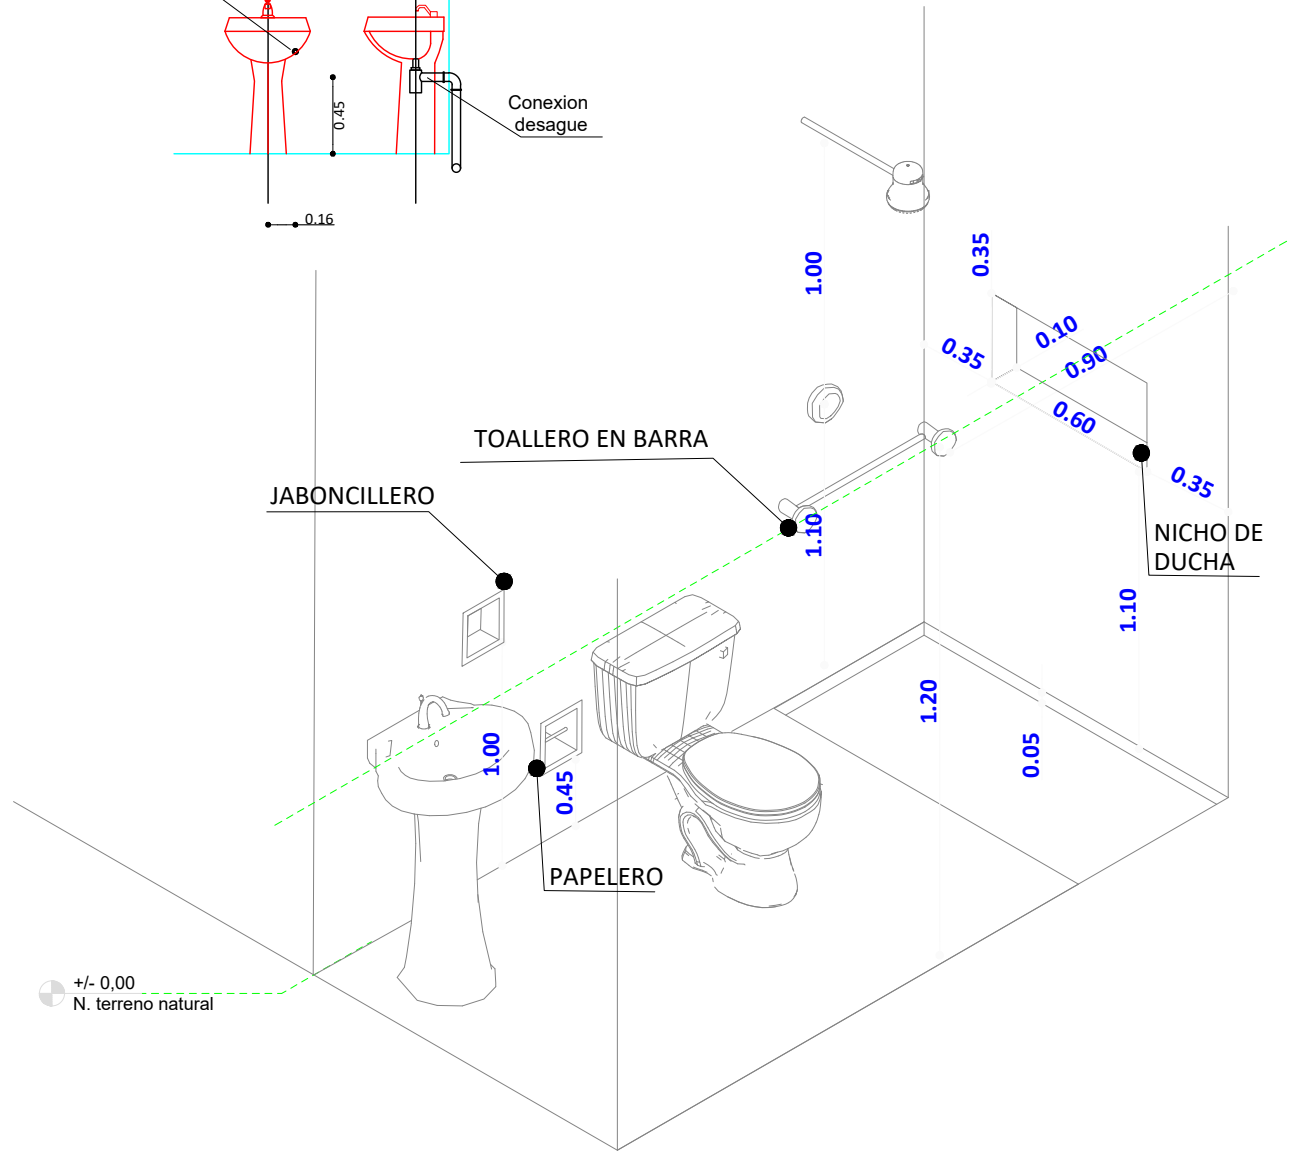 0.45
Conexion
desague
0.16
1.00
0.35
0.10
0.35
0.90
0.60
TOALLERO EN BARRA
0.35
JABONCILLERO
1.10
NICHO DE
DUCHA
1.10
1.20
1.00
0.05
0.45
PAPELERO
+/- 0,00
N. terreno natural